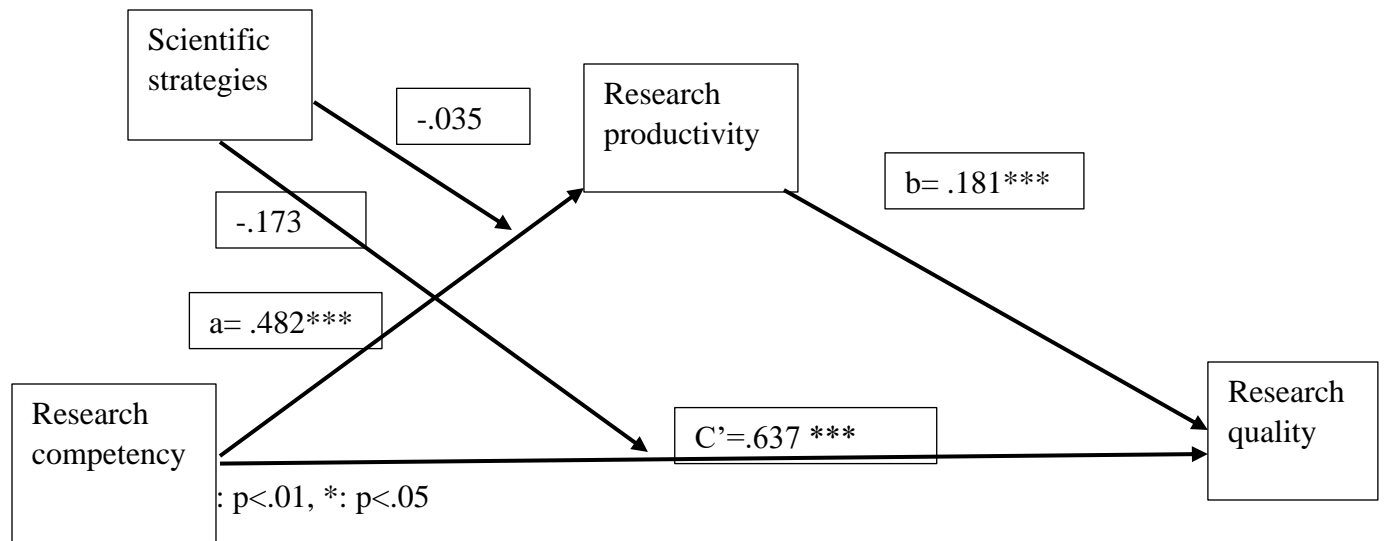 Scientific
strategies
-.035
Research
productivity
b= .181***
-.173
a= .482***
Research
competency
C’=.637 ***
Research
quality
: p<.01, *: p<.05